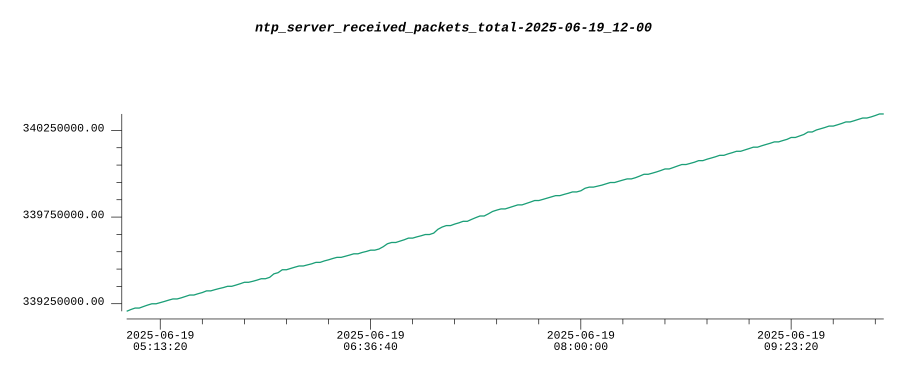 ntp_server_received_packets_total-2025-06-19_12-00
340250000.00
339750000.00
339250000.00
2025-06-19 2025-06-19 2025-06-19 2025-06-19
05:13:20 06:36:40 08:00:00 09:23:20